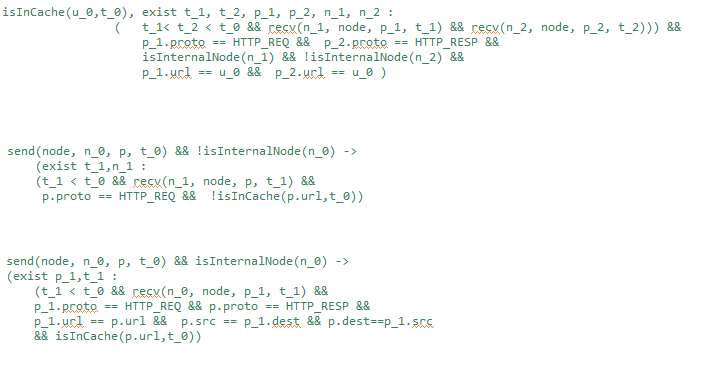 isInCache(u_0,t_0), exist t_1, t_2, p_1, p_2, n_1, n_2 :
( t_1< t_2 < t_0 && recv(n_1, node, p_1, t_1) && recv(n_2, node, p_2, t_2))) &&
p_1.proto == HTTP_REQ && p_2.proto == HTTP_RESP &&
isInternalNode(n_1) && !isInternalNode(n_2) &&
p_1.url == u_0 && p_2.url == u_0 )
send(node, n_0, p, t_0) && !isInternalNode(n_0) ->
(exist t_1,n_1 :
(t_1 < t_0 && recv(n_1, node, p, t_1) &&
p.proto == HTTP_REQ && !isInCache(p.url,t_0))
send(node, n_0, p, t_0) && isInternalNode(n_0) ->
(exist p_1,t_1 :
(t_1 < t_0 && recv(n_0, node, p_1, t_1) &&
p_1.proto == HTTP_REQ && p.proto == HTTP_RESP &&
p_1.url == p.url && p.src == p_1.dest && p.dest==p_1.src
&& isInCache(p.url,t_0))